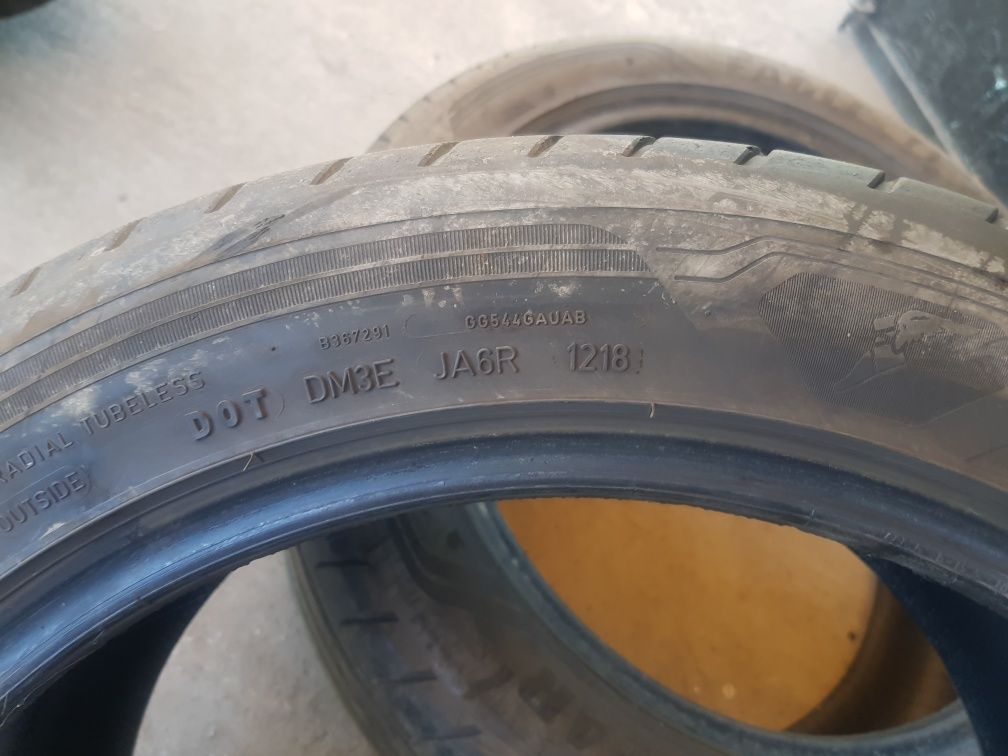 B367291 GG544GAUAB
RADIAL TUBELESS DOT DM3E JA6R 1218
OUTSIDE